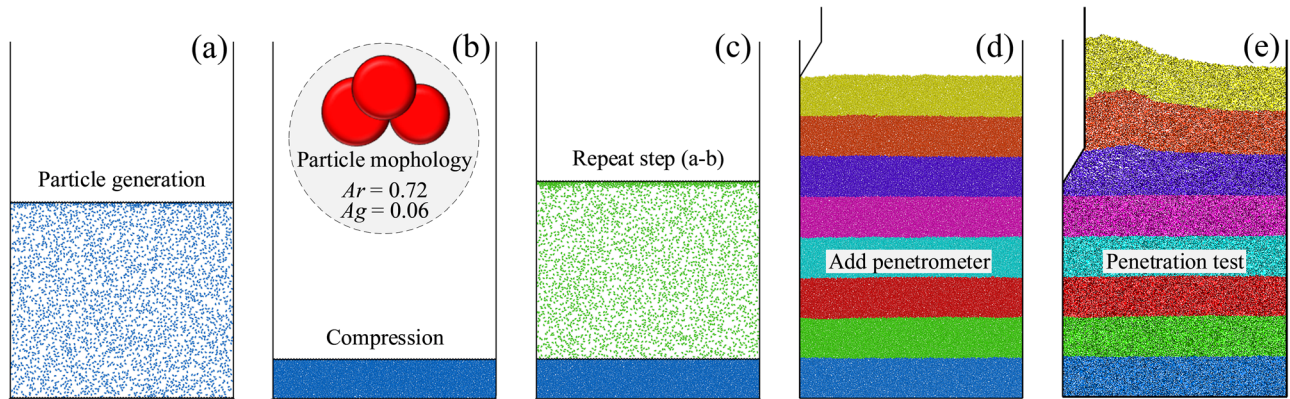 (a)
Particle generation
(b)
Particle mophology
Ar = 0.72
Ag = 0.06
Compression
(c)
Repeat step (a-b)
(d)
Add penetrometer
(e)
Penetration test